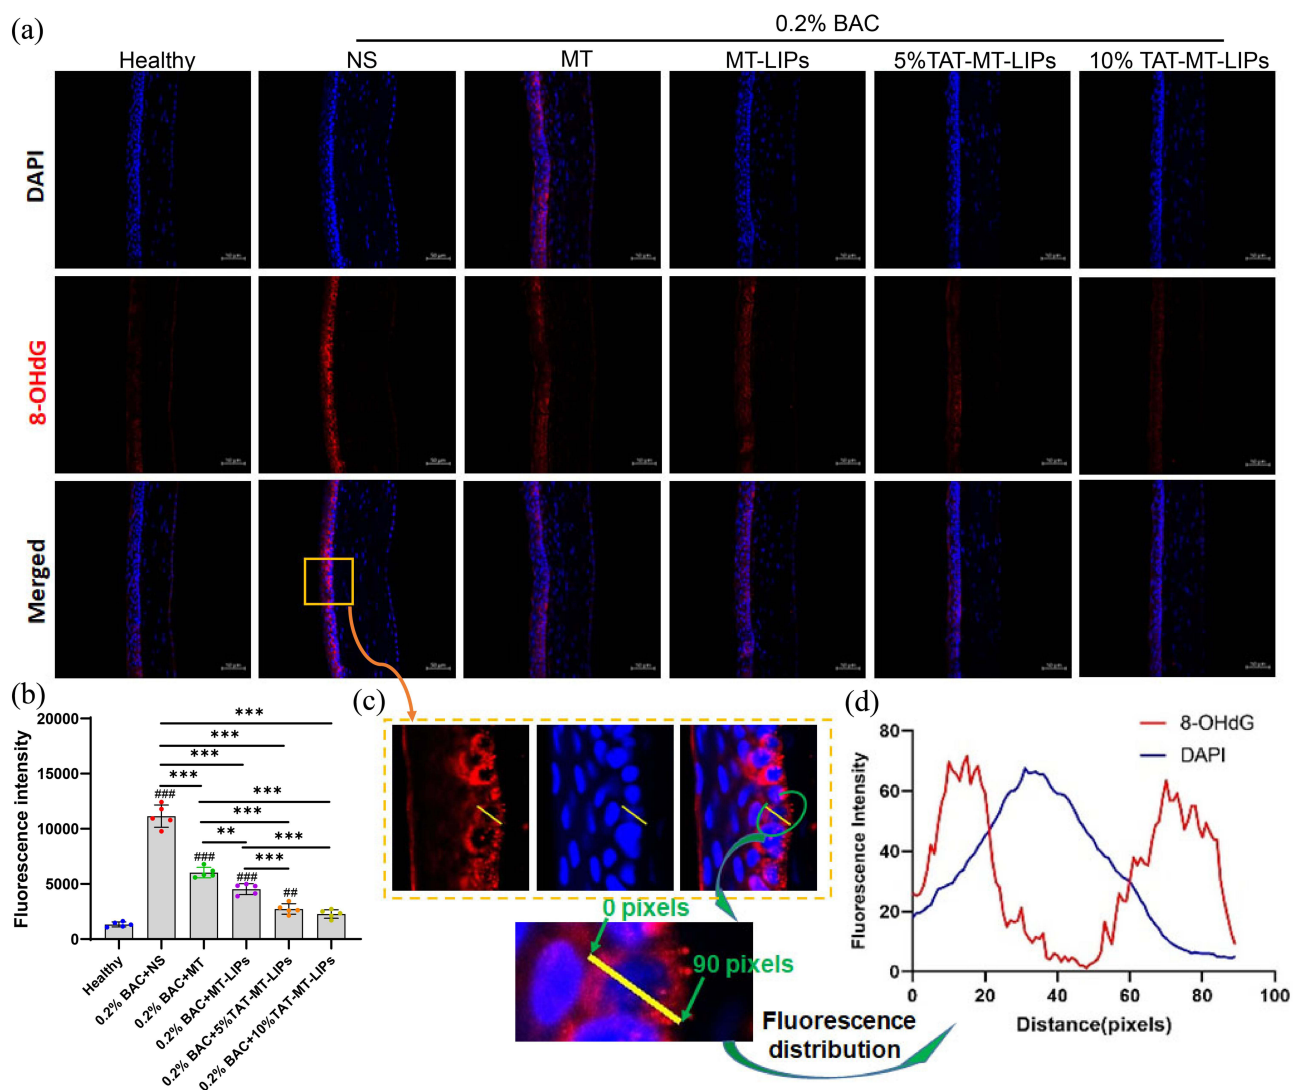 (a)
0.2% BAC
Healthy
NS
MT
MT-LIPs
5%TAT-MT-LIPs
10% TAT-MT-LIPs
DAPI
8-OHdG
Merged
(b)
Fluorescence intensity
20000
15000
10000
5000
0
***
***
***
***
###
***
***
**
***
***
###
###
##
Healthy
0.2% BAC+NS
0.2% BAC+MT
0.2% BAC+MT-LIPs
0.2% BAC+5%TAT-MT-LIPs
0.2% BAC+10%TAT-MT-LIPs
(c)
0 pixels
90 pixels
Fluorescence
distribution
(d)
8-OHdG
DAPI
Fluorescence Intensity
80
60
40
20
0
0 20 40 60 80 100
Distance(pixels)